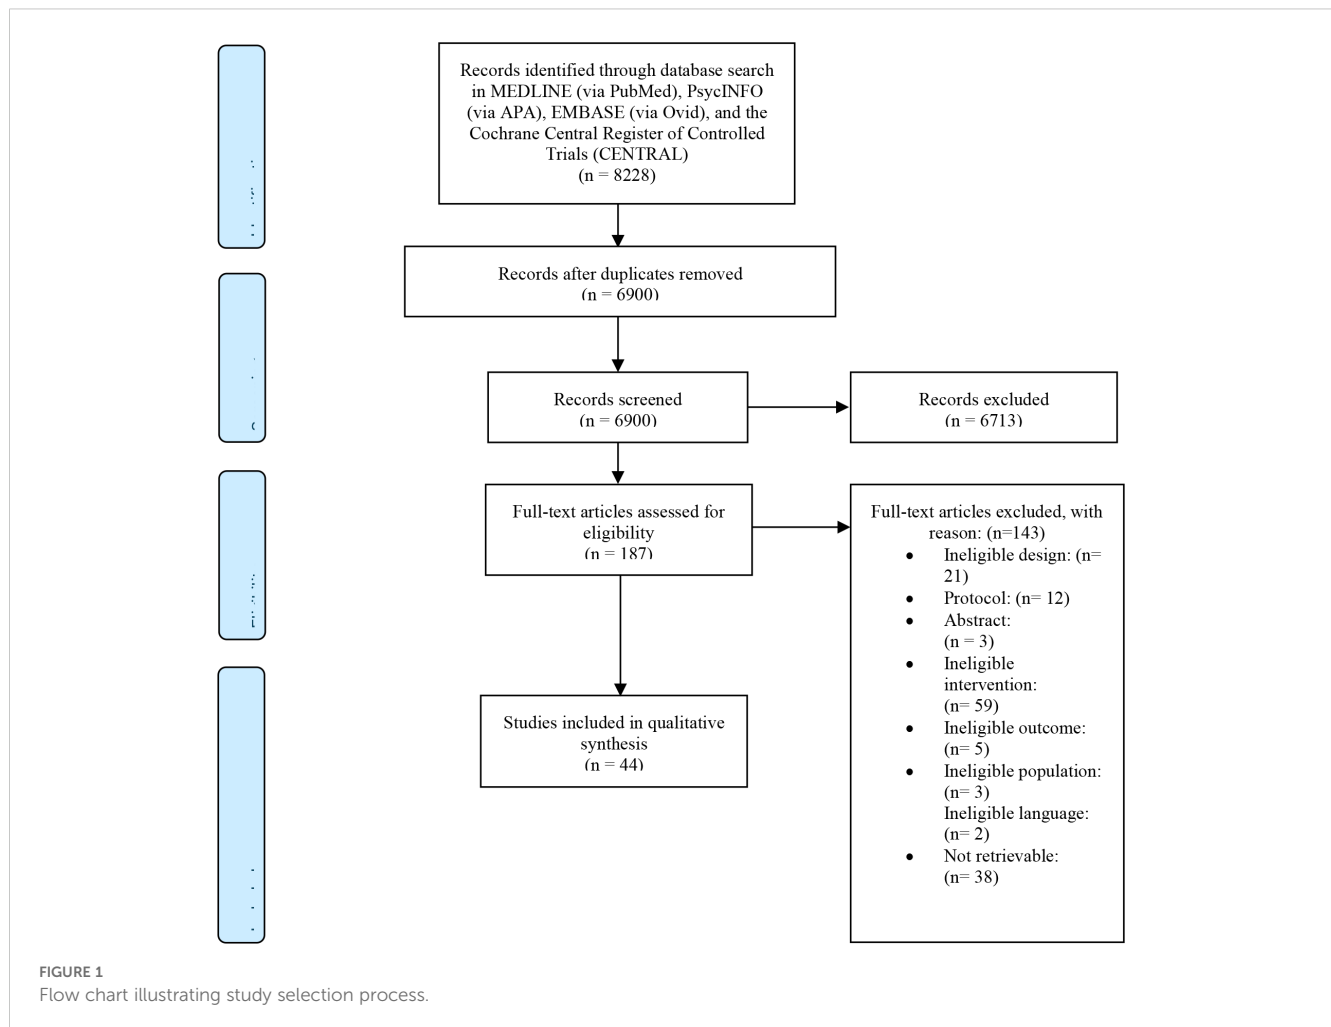 Records identified through database search
in MEDLINE (via PubMed), PsycINFO
(via APA), EMBASE (via Ovid), and the
Cochrane Central Register of Controlled
Trials (CENTRAL)
(n = 8228)
Records after duplicates removed
(n = 6900)
Records screened
(n = 6900)
Records excluded
(n = 6713)
Full-text articles assessed for
eligibility
(n = 187)
Full-text articles excluded, with
reason: (n=143)
• Ineligible design: (n=
21)
• Protocol: (n= 12)
• Abstract:
(n = 3)
• Ineligible
intervention:
(n= 59)
• Ineligible outcome:
(n= 5)
• Ineligible population:
(n= 3)
Ineligible language:
(n= 2)
• Not retrievable:
(n= 38)
Studies included in qualitative
synthesis
(n = 44)
FIGURE 1
Flow chart illustrating study selection process.